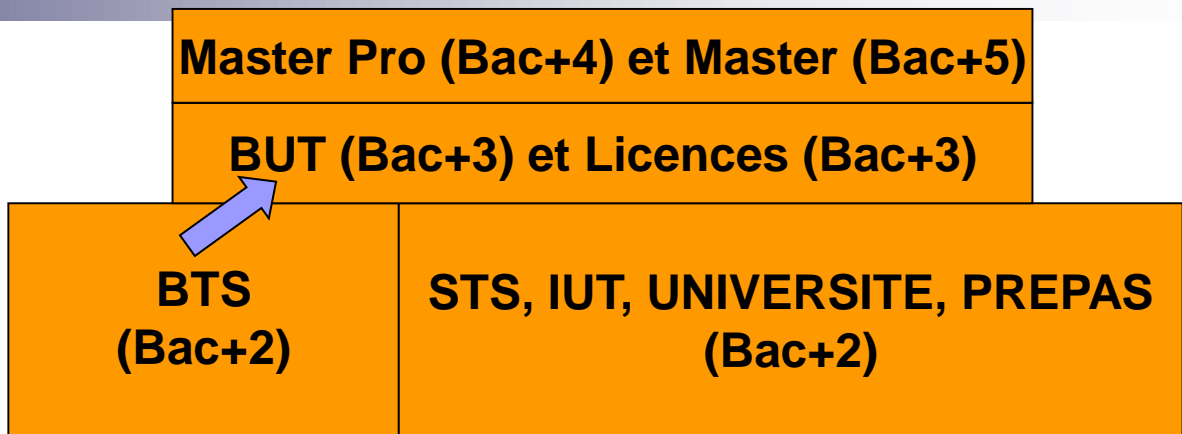 Master Pro (Bac+4) et Master (Bac+5)
BUT (Bac+3) et Licences (Bac+3)
BTS
(Bac+2)
STS, IUT, UNIVERSITE, PREPAS
(Bac+2)